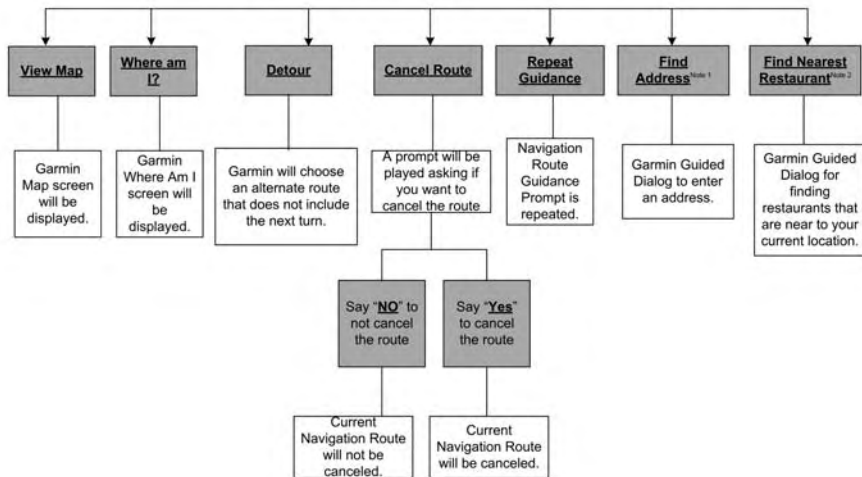 View Map
Where am
I?
Detour
Cancel Route
Repeat
Guidance
Find
Address Note 1
Find Nearest
Restaurant Note 2
Garmin
Map screen
will be
displayed.
Garmin
Where Am I
screen will
be
displayed.
Garmin will choose
an alternate route
that does not include
the next turn.
A prompt will be
played asking if
you want to
cancel the route
Navigation
Route
Guidance
Prompt is
repeated.
Garmin Guided
Dialog to enter
an address.
Garmin Guided
Dialog for
finding
restaurants that
are near to your
current location.
Say “NO” to
not cancel
the route
Say “Yes”
to cancel
the route
Current
Navigation Route
will not be
canceled.
Current
Navigation Route
will be canceled.